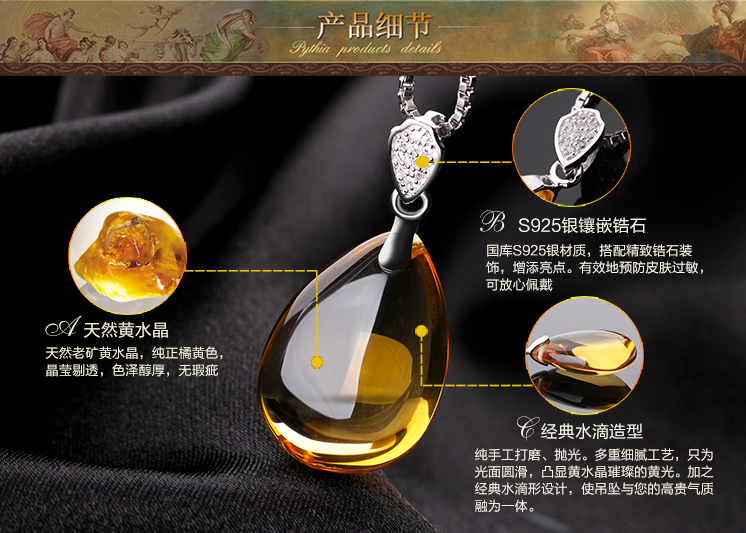 产品细节
Pythia products details
B S925银镶嵌锆石
国库S925银材质，搭配精致锆石装
饰，增添亮点。有效地预防皮肤过敏，
可放心佩戴
A 天然黄水晶
天然老矿黄水晶，纯正橘黄色，
晶莹剔透，色泽醇厚，无瑕疵
C 经典水滴造型
纯手工打磨、抛光。多重细腻工艺，只为
光面圆滑，凸显黄水晶璀璨的黄光。加之
经典水滴形设计，使吊坠与您的高贵气质
融为一体。